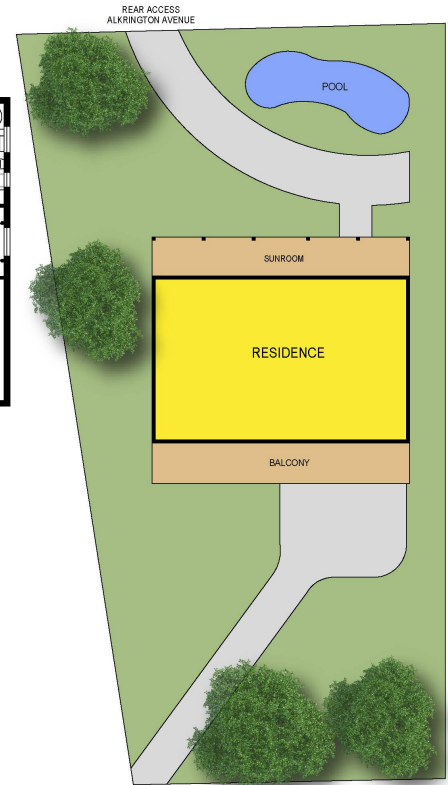 REAR ACCESS
ALKRINGTON AVENUE
POOL
SUNROOM
RESIDENCE
BALCONY